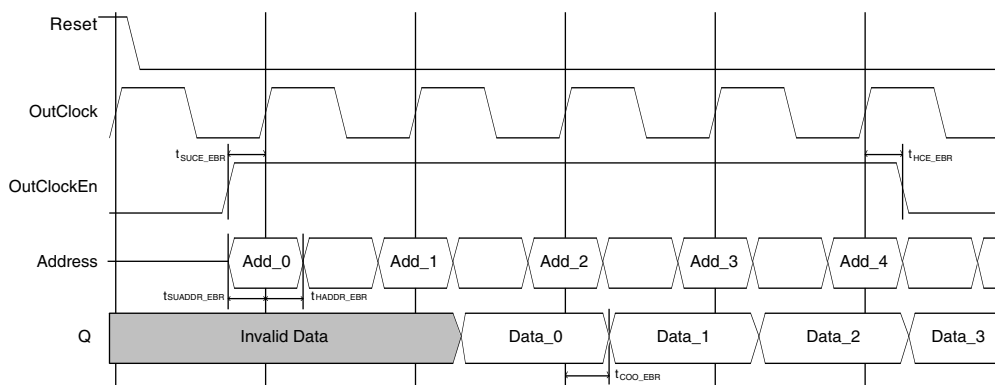 Reset
OutClock
tSUCE_EBR
tHCE_EBR
OutClockEn
Address Add_0 Add_1 Add_2 Add_3 Add_4
tSUADDR_EBR tHADDR_EBR
Q Invalid Data Data_0 Data_1 Data_2 Data_3
tCOO_EBR